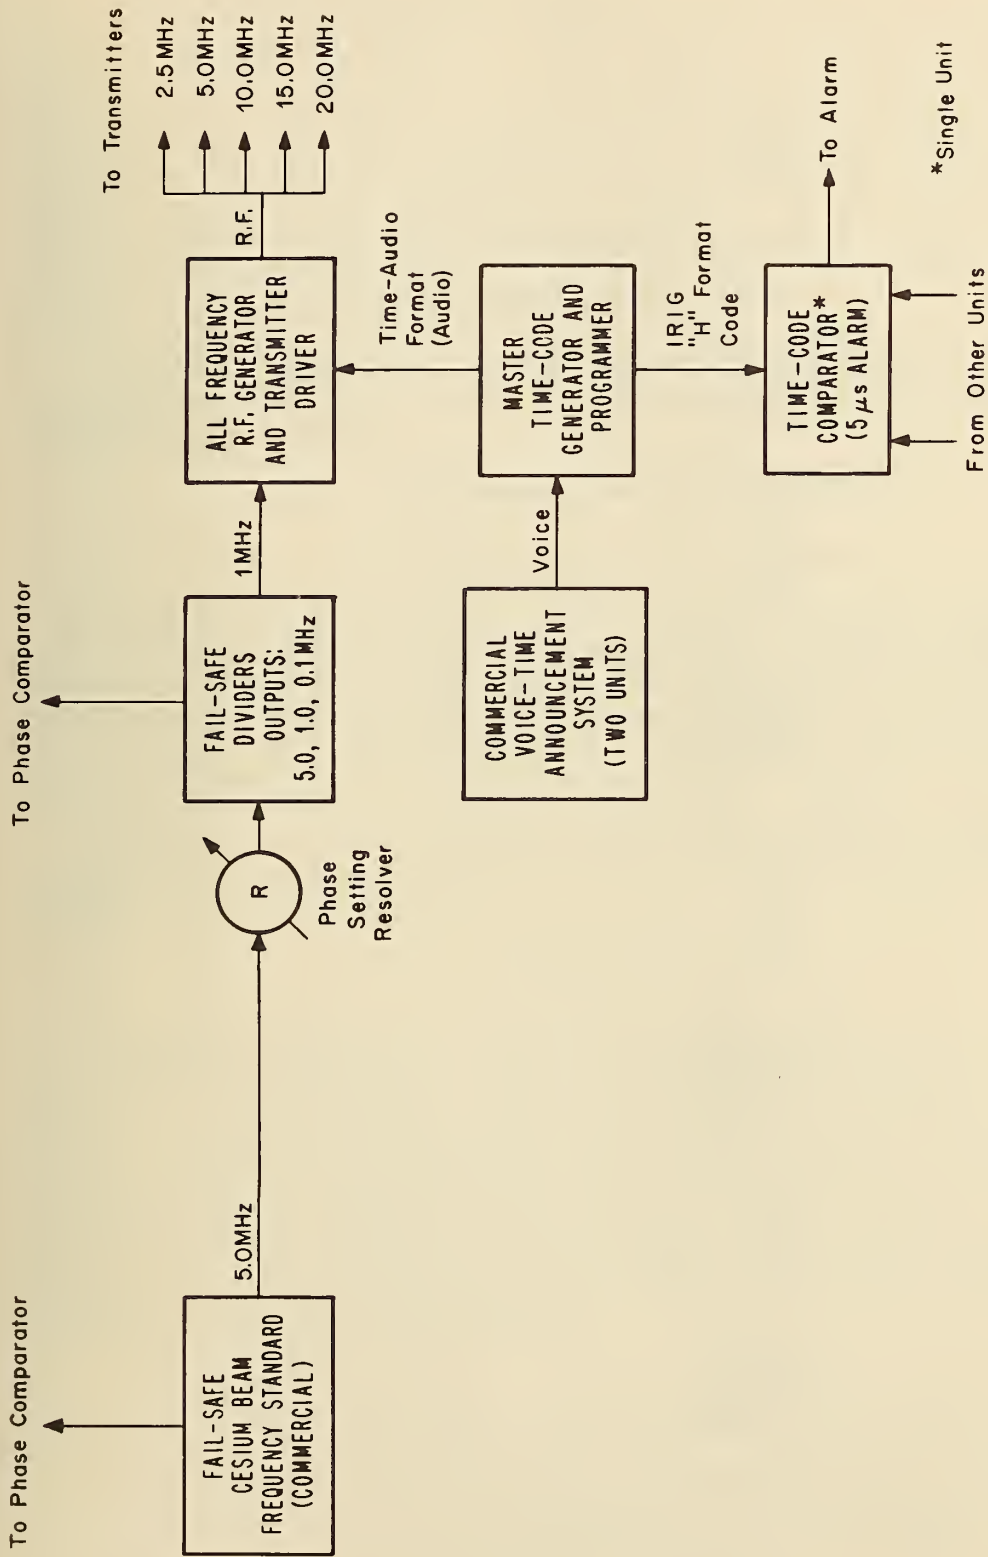 To Phase Comparator
To Phase Comparator
To Transmitters
FAIL-SAFE
CESIUM BEAM
FREQUENCY STANDARD
(COMMERCIAL)
5.0MHz
R
Phase
Setting
Resolver
FAIL-SAFE
DIVIDERS
OUTPUTS:
5.0, 1.0, 0.1MHz
1MHz
ALL FREQUENCY
R.F. GENERATOR
AND TRANSMITTER
DRIVER
R.F.
2.5MHz
5.0MHz
10.0MHz
15.0MHz
20.0MHz
Time-Audio
Format
(Audio)
COMMERCIAL
VOICE-TIME
ANNOUNCEMENT
SYSTEM
(TWO UNITS)
Voice
MASTER
TIME-CODE
GENERATOR AND
PROGRAMMER
IRIG
"H" Format
Code
TIME-CODE
COMPARATOR*
(5 μs ALARM)
To Alarm
From Other Units
*Single Unit